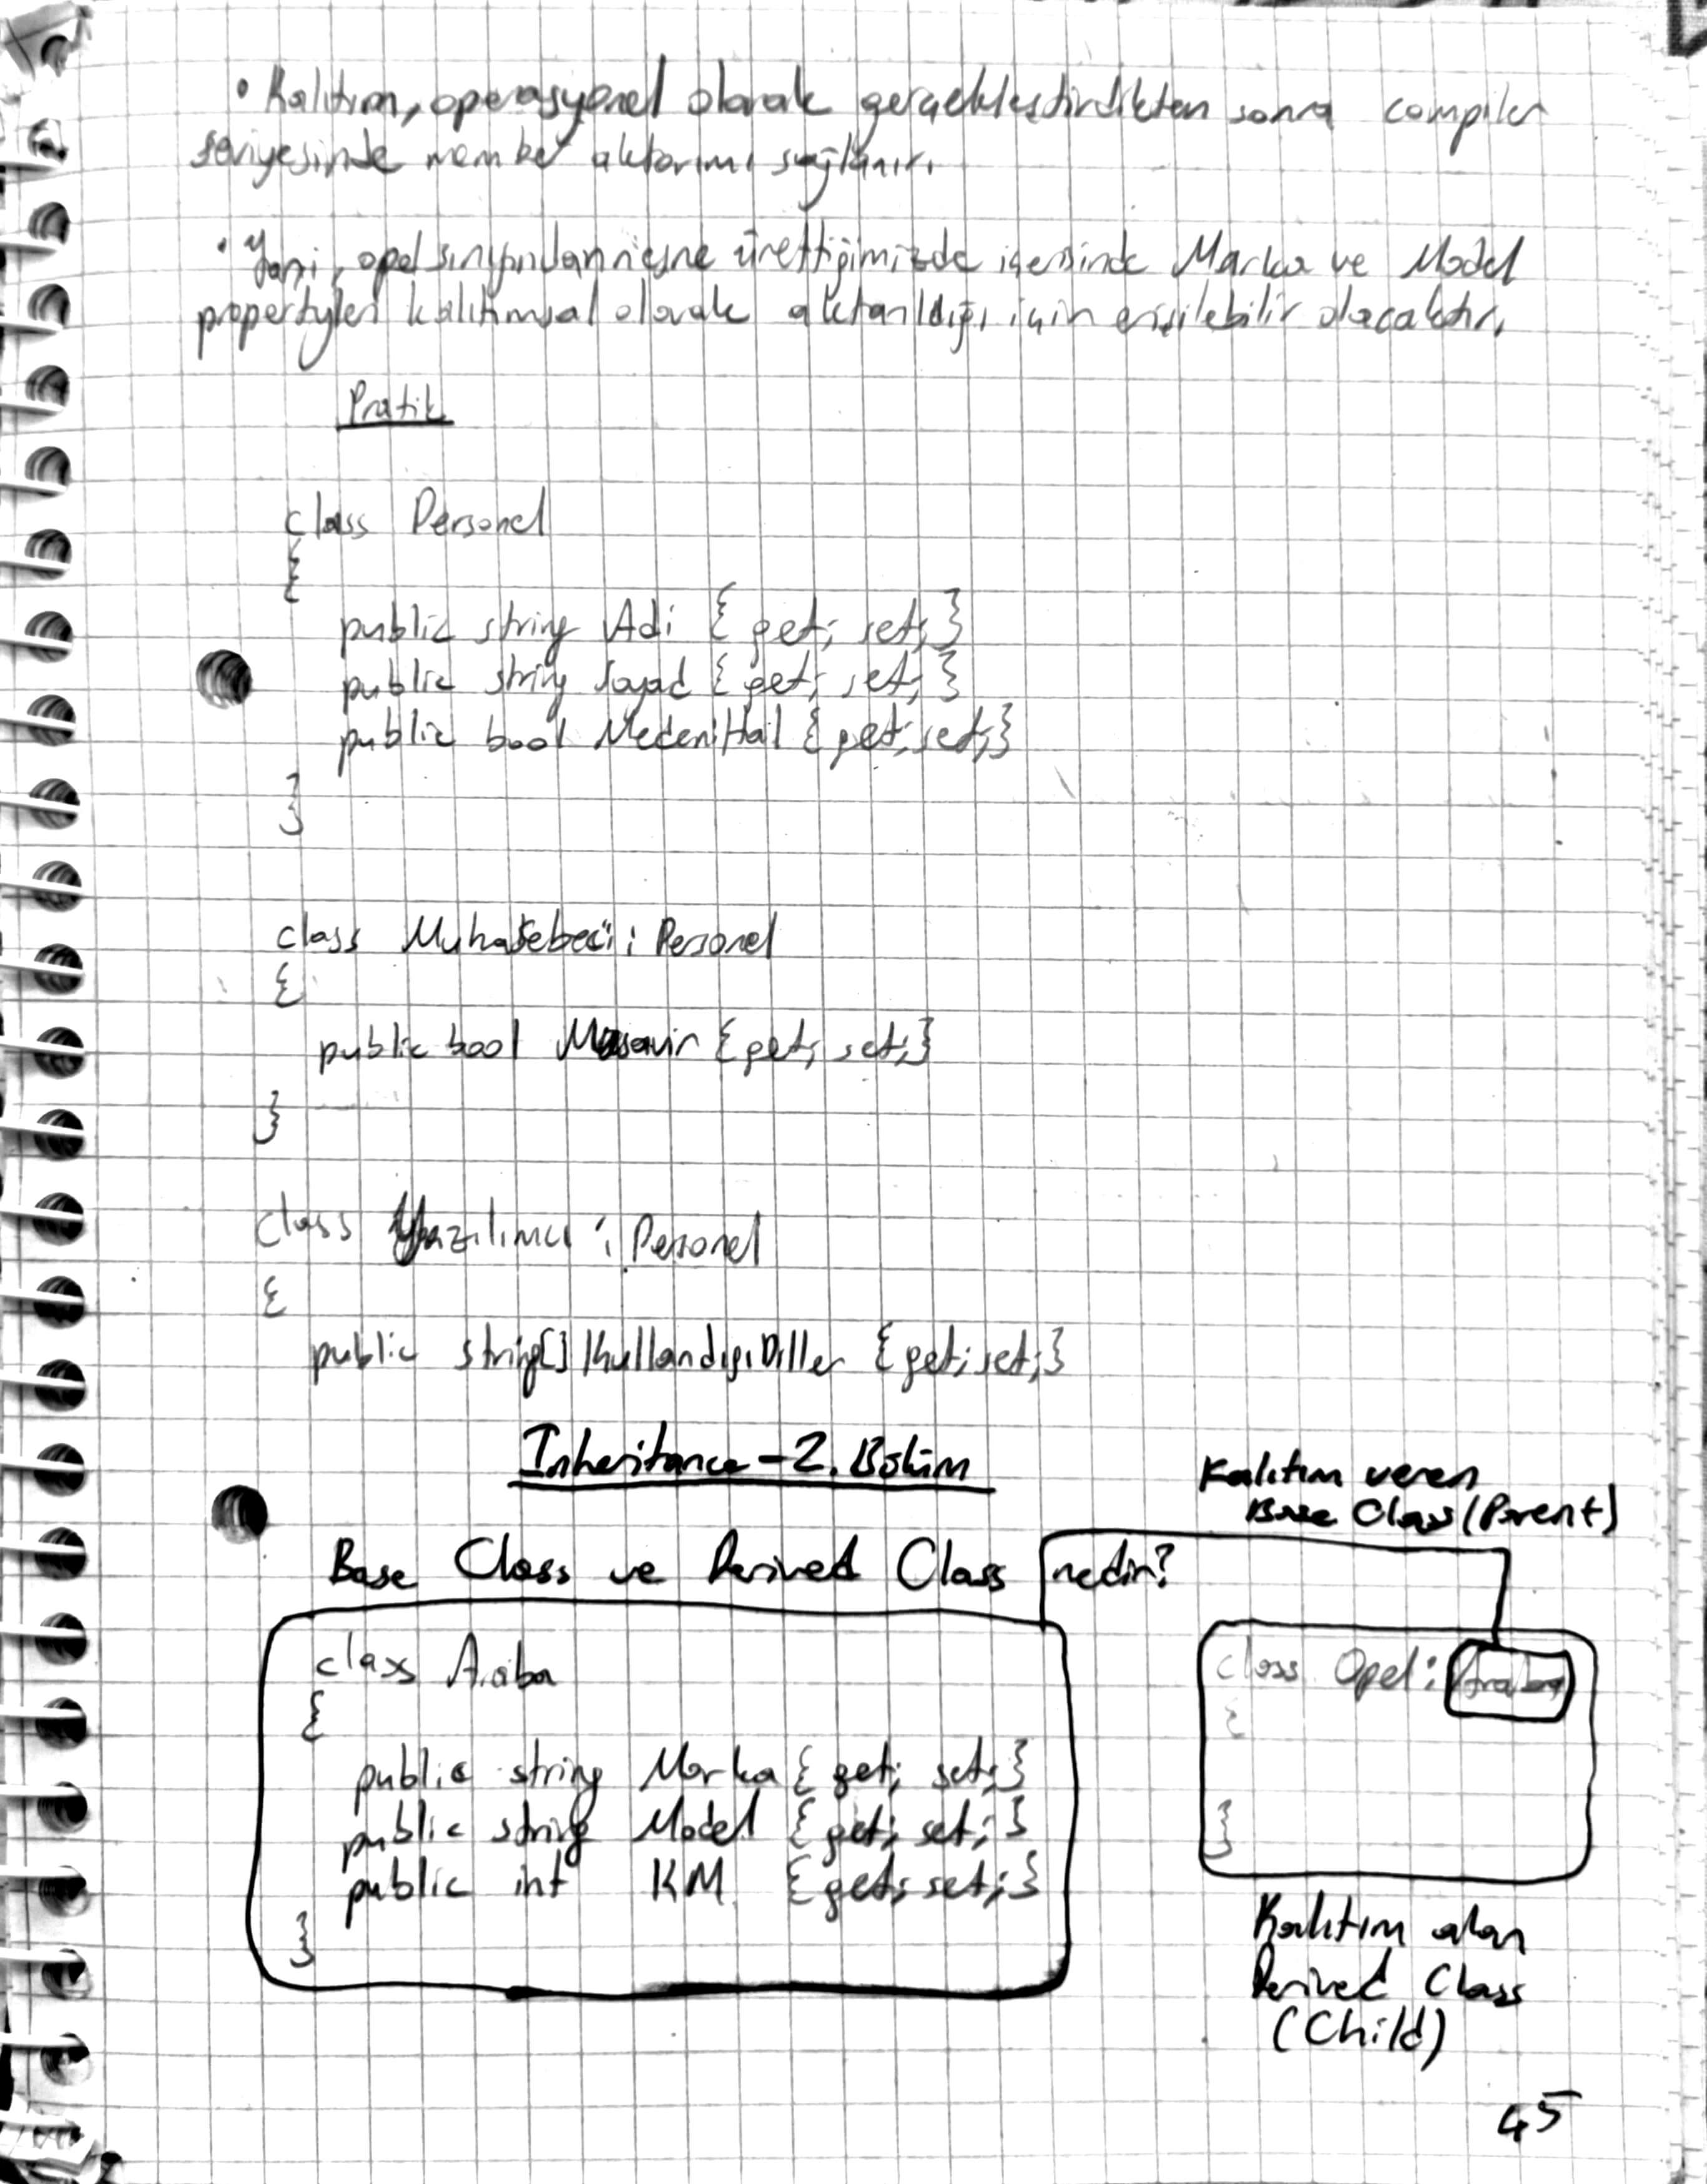 • Kalıtım, operasyonel olarak gerçekleştirdikten sonra compiler
seviyesinde member aktarımı sağlanır.
• Yani, opel sınıfından nesne ürettiğimizde içerisinde Marka ve Model
propertyleri kalıtımsal olarak aktarıldığı için erişilebilir olacaktır.
Pratik
class Personel
{
public string Adi { get; set; }
public string Soyad { get; set; }
public bool MedeniHal { get; set; }
}
class Muhasebeci : Personel
{
public bool Musavir { get; set; }
}
class Yazılımcı : Personel
{
public string[] KullandigiDiller { get; set; }
Inheritance - 2. Bölüm
Kalıtım veren
Base Class (Parent)
Base Class ve Derived Class nedir?
class Araba
{
public string Marka { get; set; }
public string Model { get; set; }
public int KM { get; set; }
}
class Opel : Araba
{
}
Kalıtım alan
Derived Class
(Child)
45